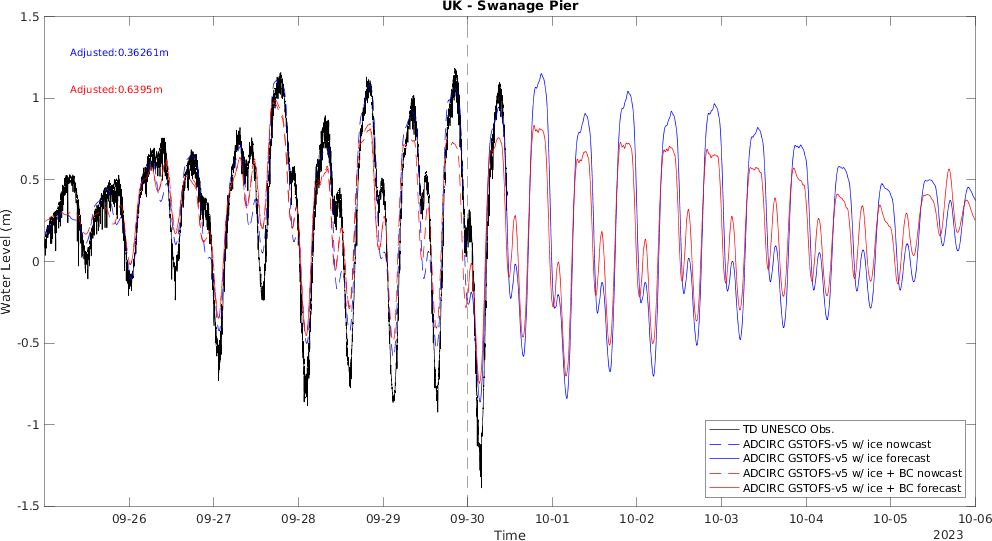 UK - Swanage Pier
1.5
Adjusted:0.36261m
Adjusted:0.6395m
1
0.5
0
-0.5
-1
-1.5
Water Level (m)
TD UNESCO Obs.
ADCIRC GSTOFS-v5 w/ ice nowcast
ADCIRC GSTOFS-v5 w/ ice forecast
ADCIRC GSTOFS-v5 w/ ice + BC nowcast
ADCIRC GSTOFS-v5 w/ ice + BC forecast
09-26 09-27 09-28 09-29 09-30 10-01 10-02 10-03 10-04 10-05 10-06
Time
2023